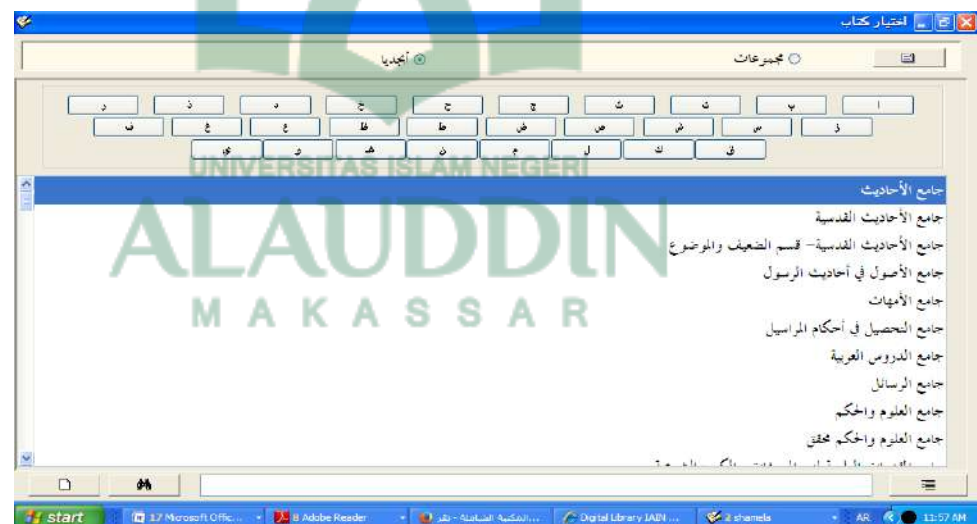 اختيار كتاب
مجموعات
أبجديا
ا ب ت ث ج ح خ د ذ ر
ز س ش ص ض ط ظ ع غ ف
ق ك ل م ن هـ و ي
UNIVERSITAS ISLAM NEGERI
ALAUDDIN
MAKASSAR
جامع الأحاديث
جامع الأحاديث القدسية
جامع الأحاديث القدسية- قسم الضعيف والموضوع
جامع الأصول في أحاديث الرسول
جامع الأمهات
جامع التحصيل في أحكام المراسيل
جامع الدروس العربية
جامع الرسائل
جامع العلوم والحكم
جامع العلوم والحكم محقق
start
17 Microsoft Offic...
8 Adobe Reader
المكتبة الشاملة - نقر...
Digital Library IAIN ...
2 shamela
AR
11:57 AM